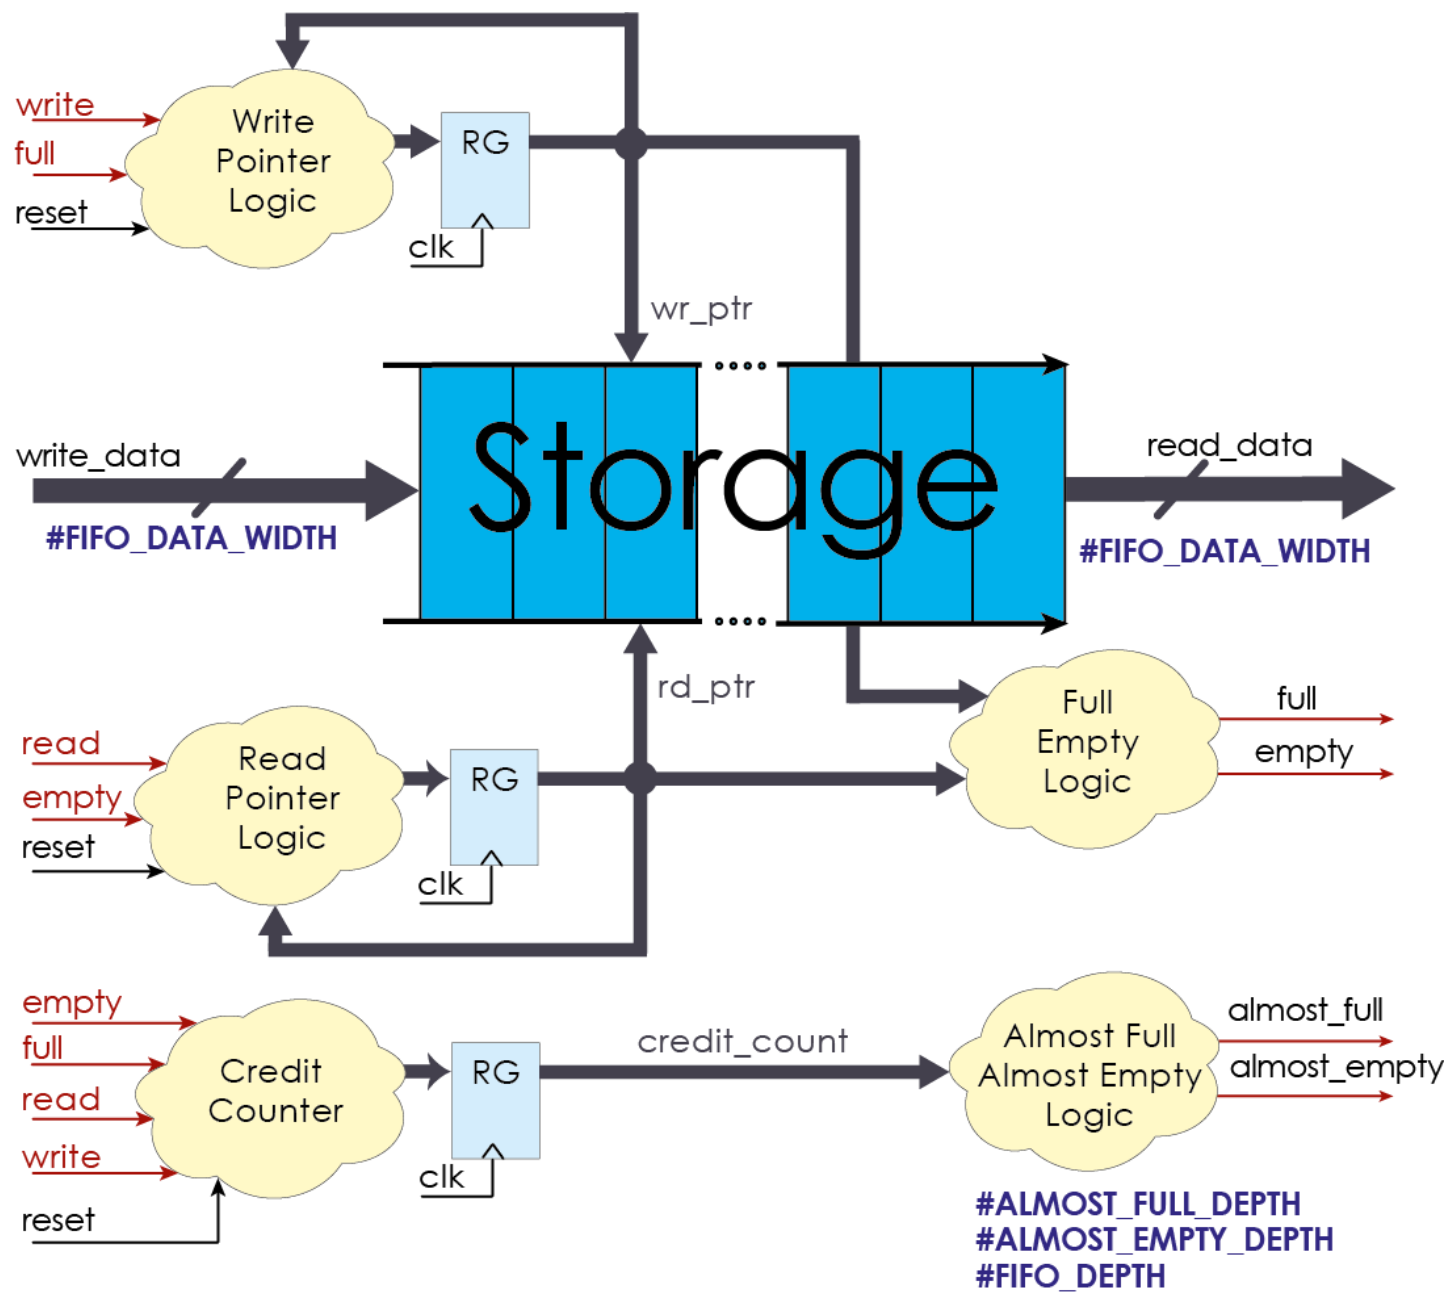 write
full
reset
Write
Pointer
Logic
RG
clk
wr_ptr
write_data
#FIFO_DATA_WIDTH
Storage
read_data
#FIFO_DATA_WIDTH
rd_ptr
read
empty
reset
Read
Pointer
Logic
RG
clk
Full
Empty
Logic
full
empty
empty
full
read
write
reset
Credit
Counter
RG
clk
credit_count
Almost Full
Almost Empty
Logic
almost_full
almost_empty
#ALMOST_FULL_DEPTH
#ALMOST_EMPTY_DEPTH
#FIFO_DEPTH